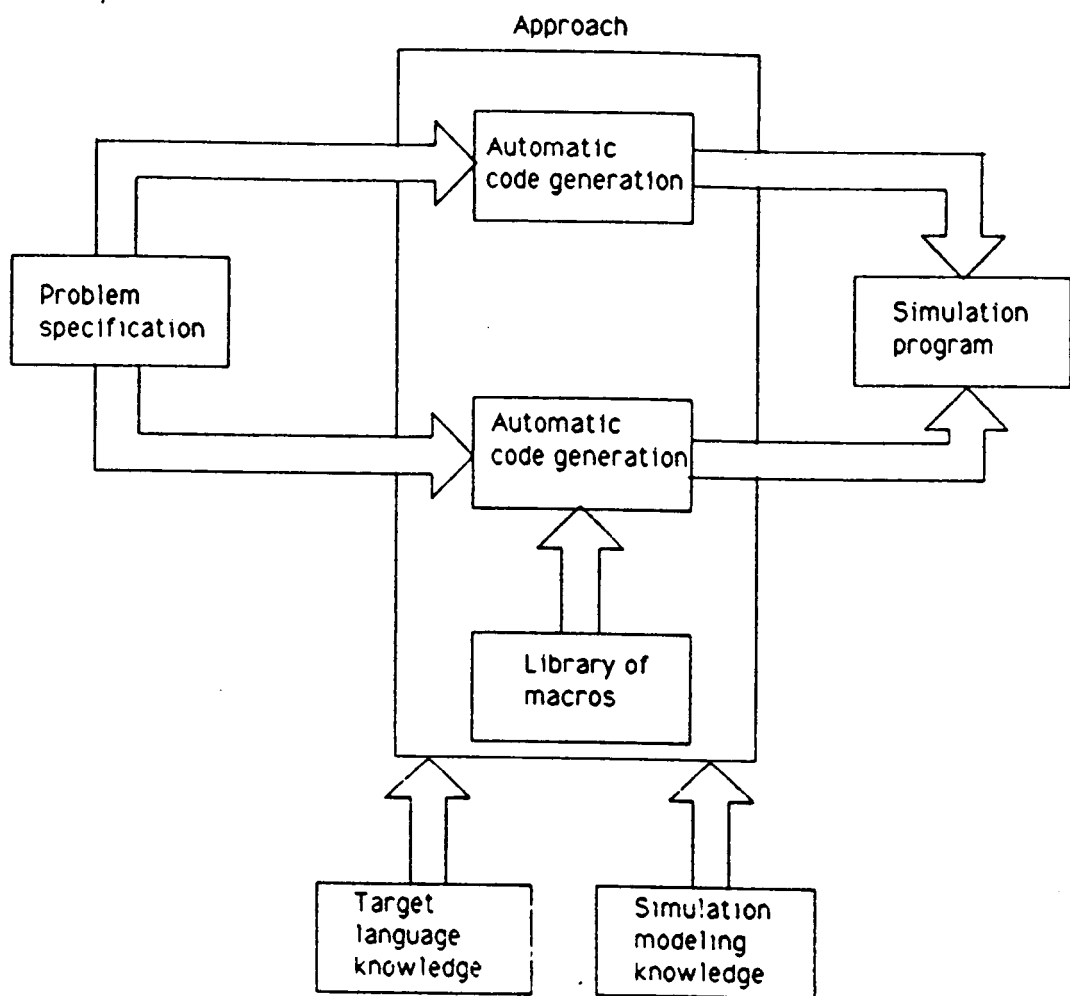 Approach
Automatic
code generation
Problem
specification
Simulation
program
Automatic
code generation
Library of
macros
Target
language
knowledge
Simulation
modeling
knowledge